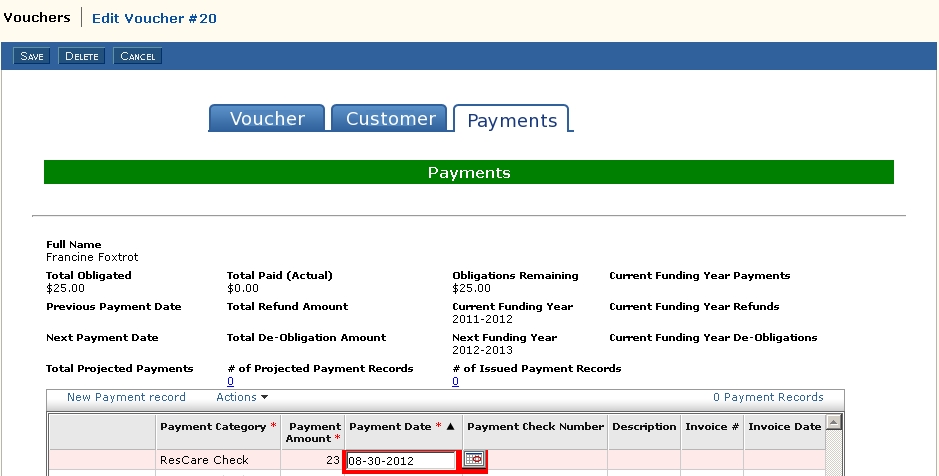 Vouchers | Edit Voucher #20
SAVE DELETE CANCEL
Voucher Customer Payments
Payments
Full Name
Francine Foxtrot
Total Obligated Total Paid (Actual) Obligations Remaining Current Funding Year Payments
$25.00 $0.00 $25.00
Previous Payment Date Total Refund Amount Current Funding Year Current Funding Year Refunds
2011-2012
Next Payment Date Total De-Obligation Amount Next Funding Year Current Funding Year De-Obligations
2012-2013
Total Projected Payments # of Projected Payment Records # of Issued Payment Records
0 0
New Payment record Actions ▼ 0 Payment Records
Payment Category * Payment Amount * Payment Date * ▲ Payment Check Number Description Invoice # Invoice Date
ResCare Check 23 08-30-2012